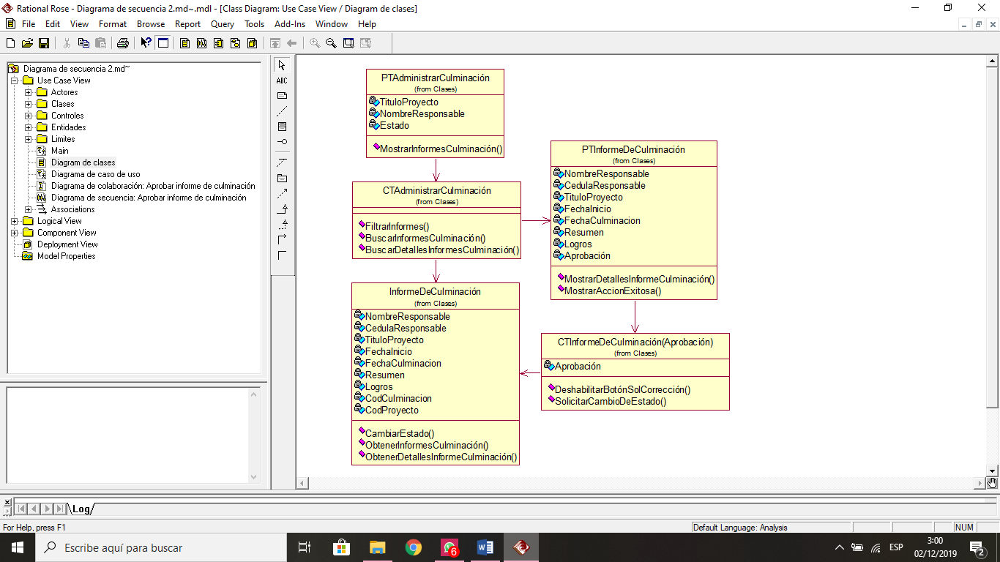 Rational Rose - Diagrama de secuencia 2.md~.mdl - [Class Diagram: Use Case View / Diagram de clases]
File Edit View Format Browse Report Query Tools Add-Ins Window Help
Diagrama de secuencia 2.md~
Use Case View
Actores
Clases
Controles
Entidades
Limites
Main
Diagram de clases
Diagrama de caso de uso
Diagrama de colaboración: Aprobar informe de culminación
Diagrama de secuencia: Aprobar informe de culminación
Associations
Logical View
Component View
Deployment View
Model Properties
ABC
PTAdministrarCulminación
(from Clases)
TituloProyecto
NombreResponsable
Estado
MostrarInformesCulminación()
CTAdministrarCulminación
(from Clases)
FiltrarInformes()
BuscarInformesCulminación()
BuscarDetallesInformesCulminación()
PTInformeDeCulminación
(from Clases)
NombreResponsable
CedulaResponsable
TituloProyecto
FechaInicio
FechaCulminacion
Resumen
Logros
Aprobación
MostrarDetallesInformeCulminación()
MostrarAccionExitosa()
InformeDeCulminación
(from Clases)
NombreResponsable
CedulaResponsable
TituloProyecto
FechaInicio
FechaCulminacion
Resumen
Logros
CodCulminacion
CodProyecto
CambiarEstado()
ObtenerInformesCulminación()
ObtenerDetallesInformeCulminación()
CTInformeDeCulminación(Aprobación)
(from Clases)
Aprobación
DeshabilitarBotónSolCorrección()
SolicitarCambioDeEstado()
Log
For Help, press F1
Default Language: Analysis
NUM
Escribe aquí para buscar
6
W
ESP
3:00
02/12/2019
2